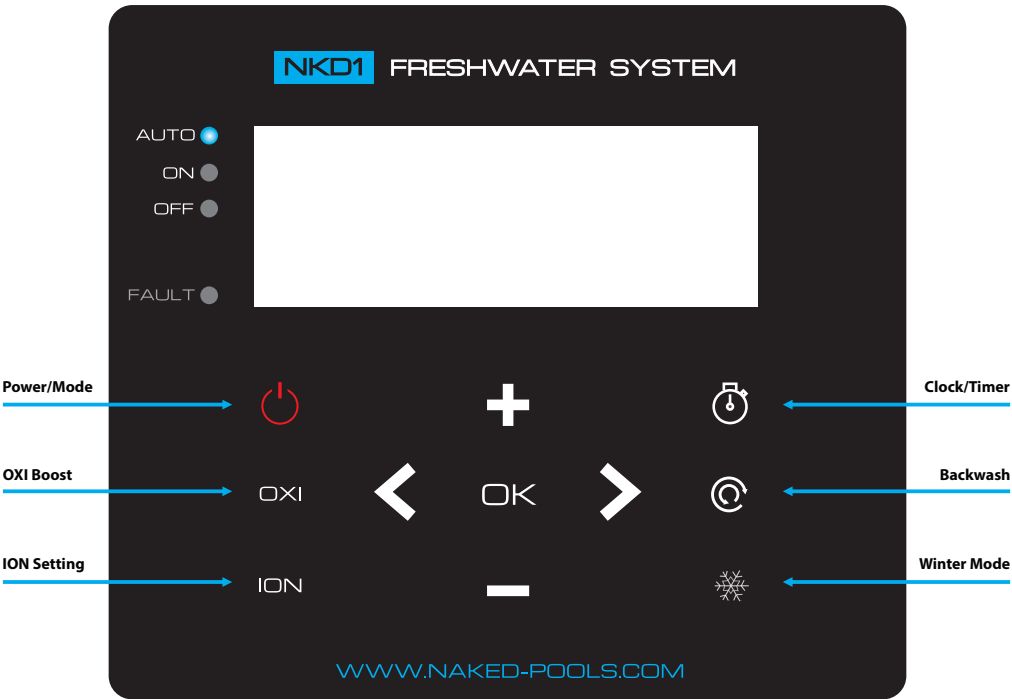 NKD1 FRESHWATER SYSTEM
AUTO
ON
OFF
FAULT
Power/Mode
Clock/Timer
OXI Boost
Backwash
OXI
OK
ION Setting
Winter Mode
ION
WWW.NAKED-POOLS.COM